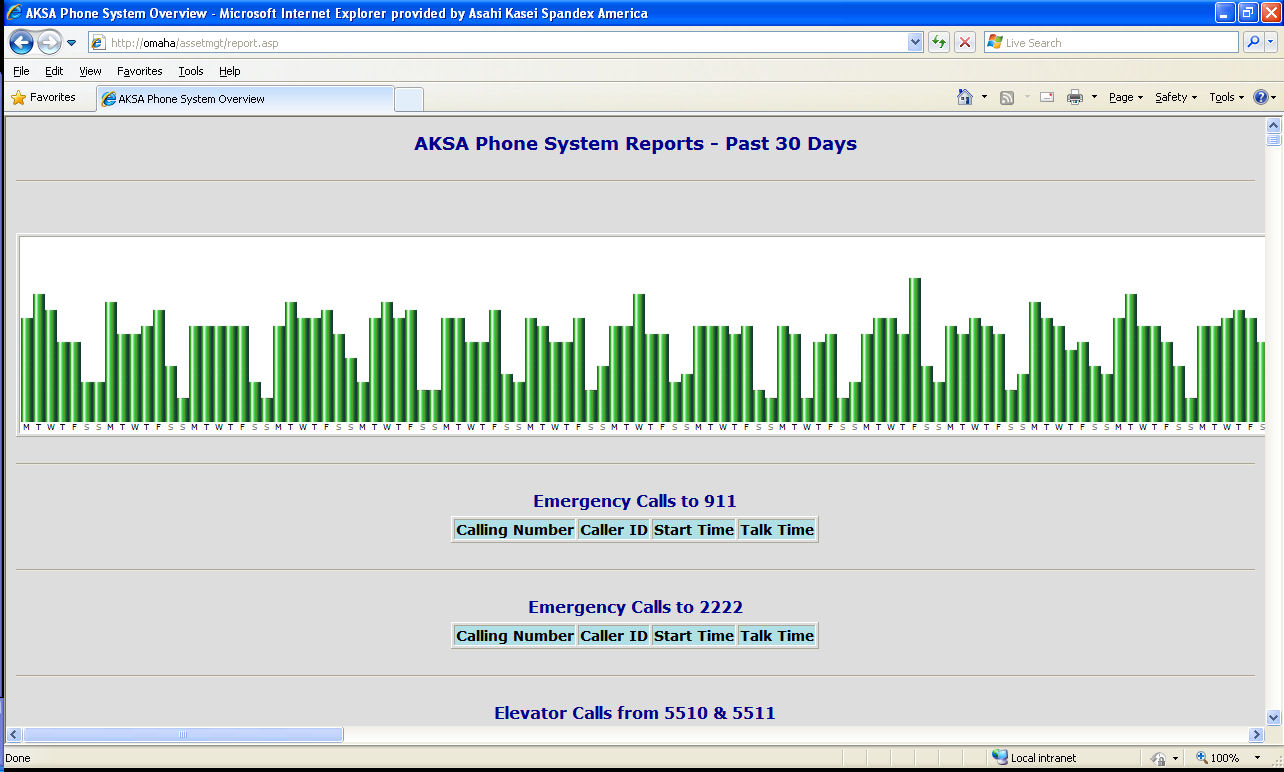 AKSA Phone System Overview - Microsoft Internet Explorer provided by Asahi Kasei Spandex America
http://omaha/assetmgt/report.asp
Live Search
File Edit View Favorites Tools Help
Favorites
AKSA Phone System Overview
Page Safety Tools
AKSA Phone System Reports - Past 30 Days
M T W T F S S M T W T F S S M T W T F S S M T W T F S S M T W T F S S M T W T F S S M T W T F S S M T W T F S S M T W T F S S M T W T F S S M T W T F S S M T W T F S S M T W T F S S M T W T F S S M T W T F S
Emergency Calls to 911
Calling Number Caller ID Start Time Talk Time
Emergency Calls to 2222
Calling Number Caller ID Start Time Talk Time
Elevator Calls from 5510 & 5511
Done
Local intranet
100%